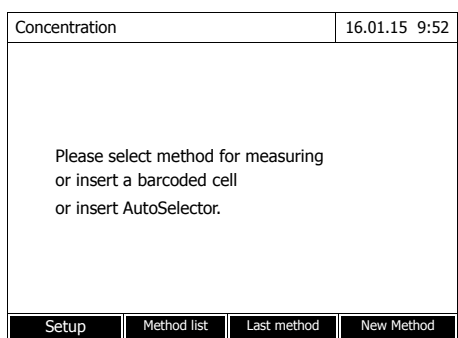 Concentration 16.01.15 9:52
Please select method for measuring
or insert a barcoded cell
or insert AutoSelector.
Setup Method list Last method New Method